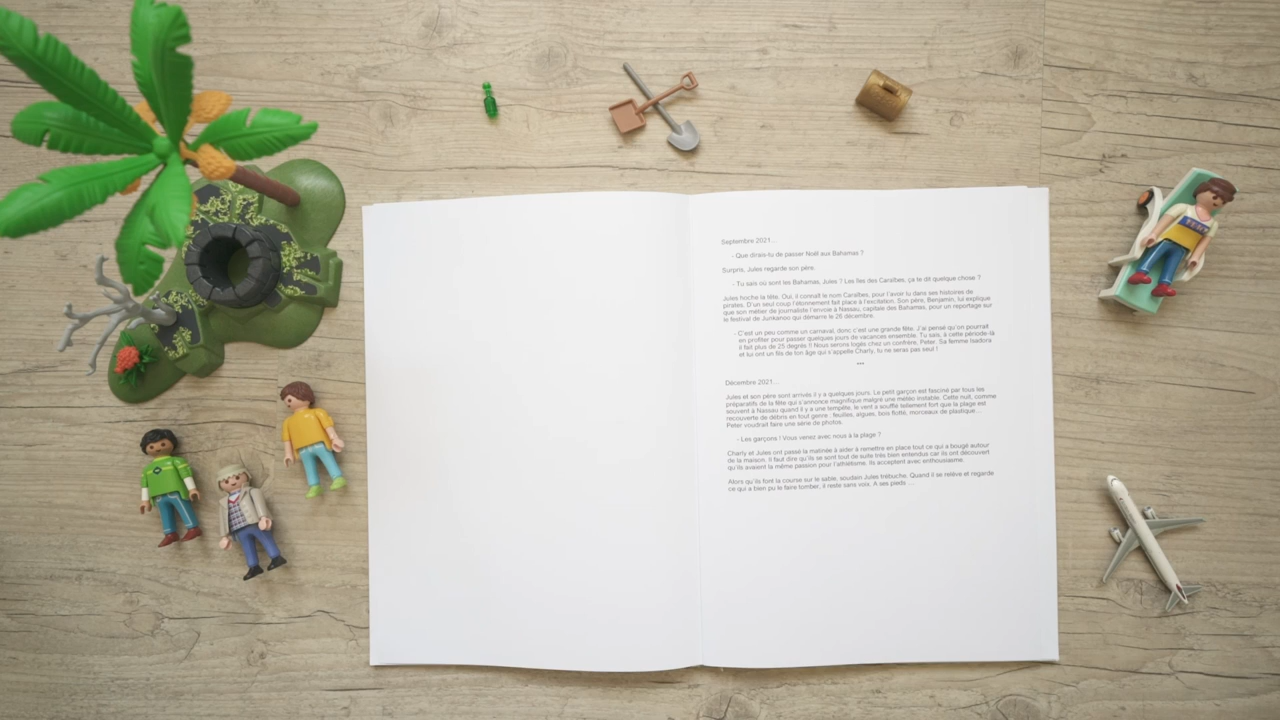 Septembre 2021…
- Que dirais-tu de passer Noël aux Bahamas ?
Surpris, Jules regarde son père.
- Tu sais où sont les Bahamas, Jules ? Les îles des Caraïbes, ça te dit quelque chose ?
Jules hoche la tête. Oui, il connaît le nom Caraïbes, pour l'avoir lu dans ses histoires de
pirates. D'un seul coup l'étonnement fait place à l'excitation. Son père, Benjamin, lui explique
que son métier de journaliste l'envoie à Nassau, capitale des Bahamas, pour un reportage sur
le festival de Junkanoo qui démarre le 26 décembre.
- C'est un peu comme un carnaval, donc c'est une grande fête. J'ai pensé qu'on pourrait
en profiter pour passer quelques jours de vacances ensemble. Tu sais, à cette période-là
il fait plus de 25 degrés !! Nous serons logés chez un confrère, Peter. Sa femme Isadora
et lui ont un fils de ton âge qui s'appelle Charly, tu ne seras pas seul !
***
Décembre 2021…
Jules et son père sont arrivés il y a quelques jours. Le petit garçon est fasciné par tous les
préparatifs de la fête qui s'annonce magnifique malgré une météo instable. Cette nuit, comme
souvent à Nassau quand il y a une tempête, le vent a soufflé tellement fort que la plage est
recouverte de débris en tout genre : feuilles, algues, bois flotté, morceaux de plastique…
Peter voudrait faire une série de photos.
- Les garçons ! Vous venez avec nous à la plage ?
Charly et Jules ont passé la matinée à aider à remettre en place tout ce qui a bougé autour
de la maison. Il faut dire qu'ils se sont tout de suite très bien entendus car ils ont découvert
qu'ils avaient la même passion pour l'athlétisme. Ils acceptent avec enthousiasme.
Alors qu'ils font la course sur le sable, soudain Jules trébuche. Quand il se relève et regarde
ce qui a bien pu le faire tomber, il reste sans voix. A ses pieds …